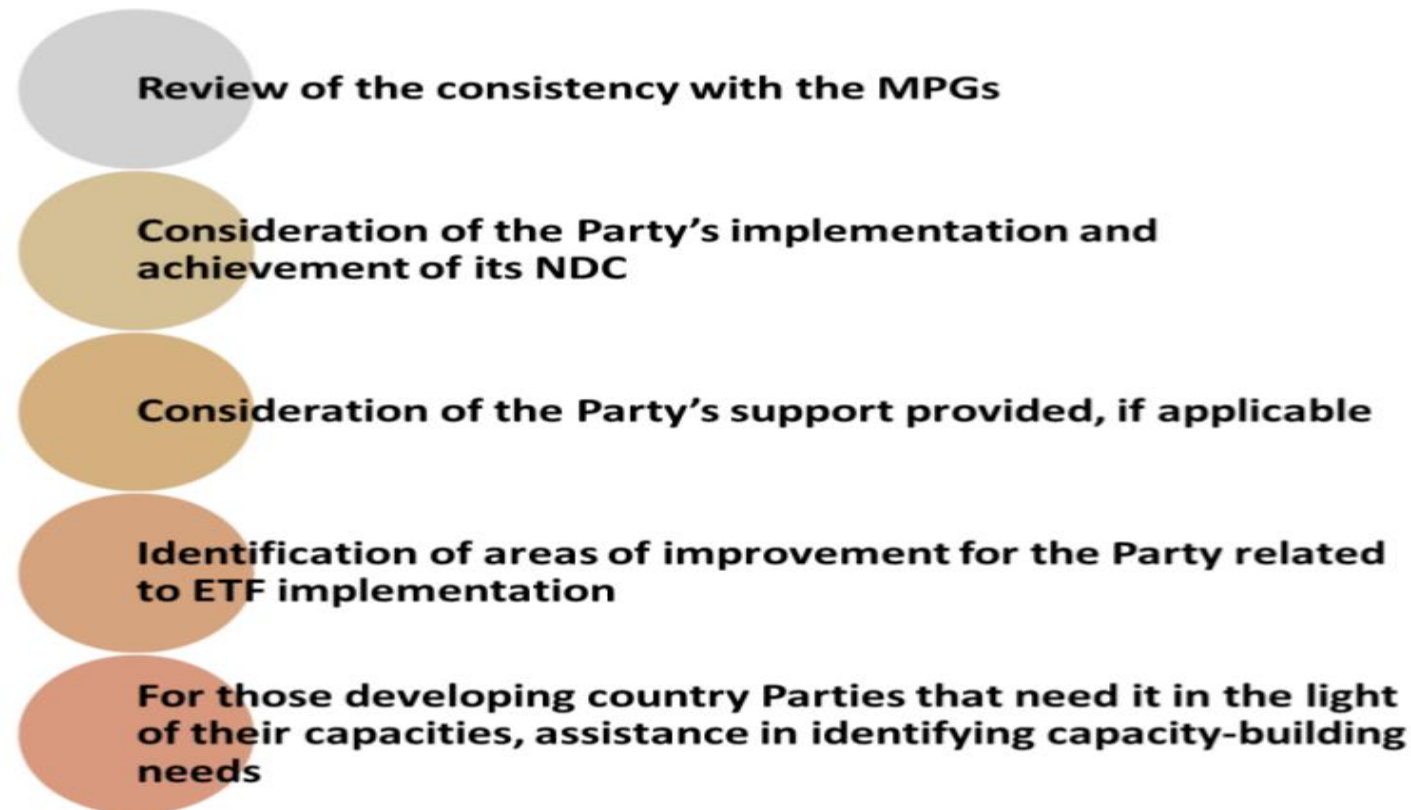 Review of the consistency with the MPGs
Consideration of the Party’s implementation and
achievement of its NDC
Consideration of the Party’s support provided, if applicable
Identification of areas of improvement for the Party related
to ETF implementation
For those developing country Parties that need it in the light
of their capacities, assistance in identifying capacity-building
needs